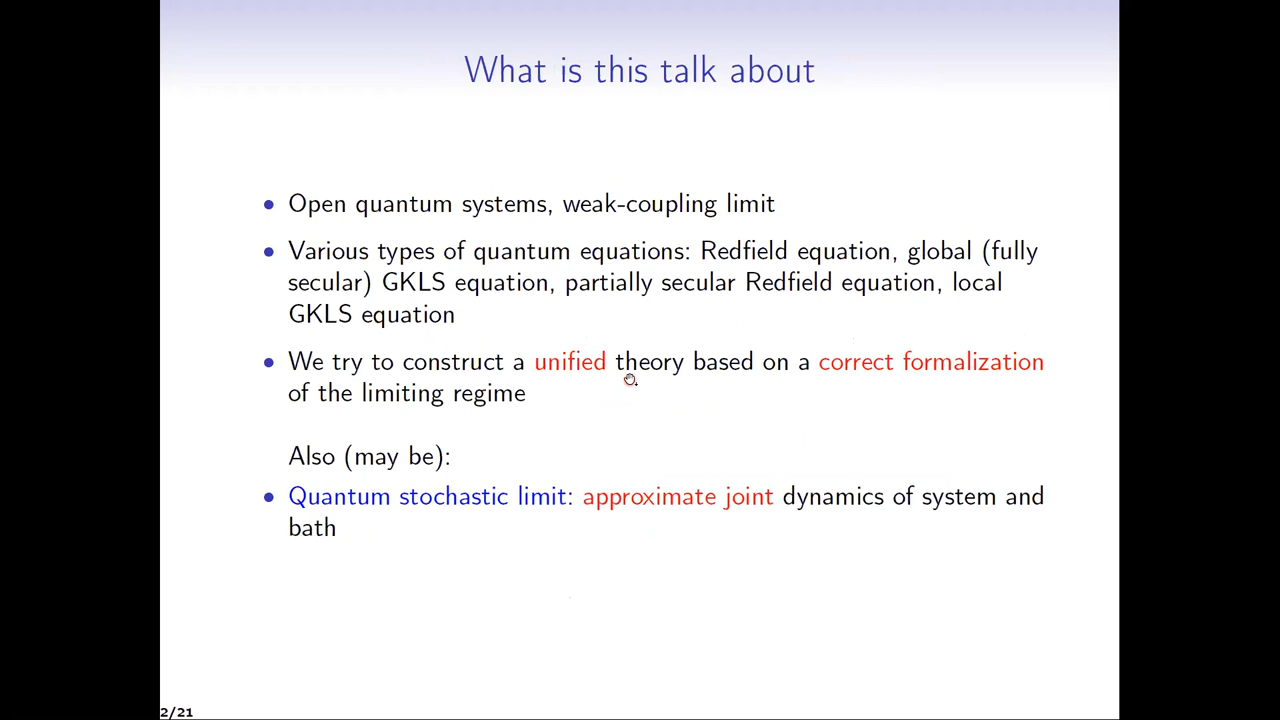 What is this talk about
• Open quantum systems, weak-coupling limit
• Various types of quantum equations: Redfield equation, global (fully
secular) GKLS equation, partially secular Redfield equation, local
GKLS equation
• We try to construct a unified theory based on a correct formalization
of the limiting regime
Also (may be):
• Quantum stochastic limit: approximate joint dynamics of system and
bath
2/21